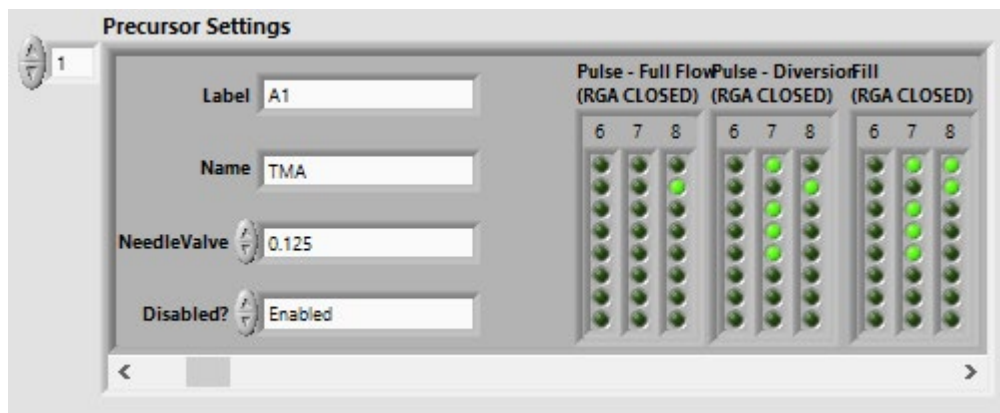 Precursor Settings
1
Label A1
Name TMA
NeedleValve 0.125
Disabled? Enabled
Pulse - Full Flow
(RGA CLOSED)
6 7 8
Pulse - Diversion
(RGA CLOSED)
6 7 8
Fill
(RGA CLOSED)
6 7 8